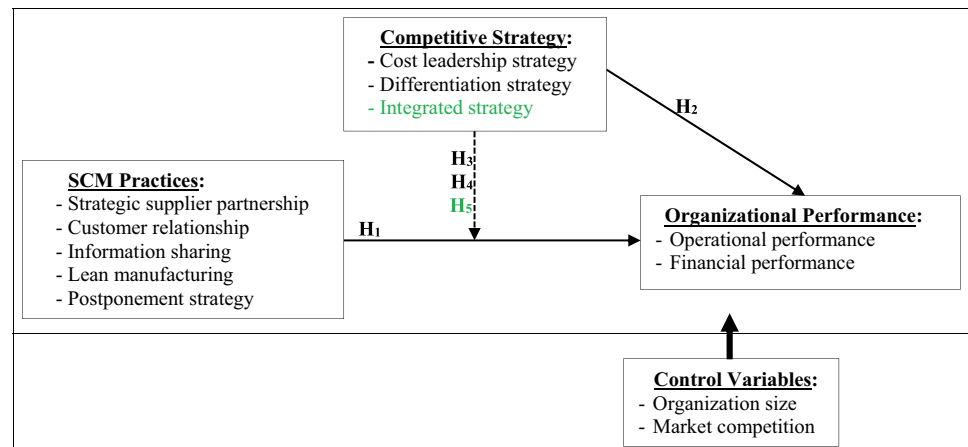 Competitive Strategy:
- Cost leadership strategy
- Differentiation strategy
- Integrated strategy
H2
H3
H4
H5
SCM Practices:
- Strategic supplier partnership
- Customer relationship
- Information sharing
- Lean manufacturing
- Postponement strategy
H1
Organizational Performance:
- Operational performance
- Financial performance
Control Variables:
- Organization size
- Market competition